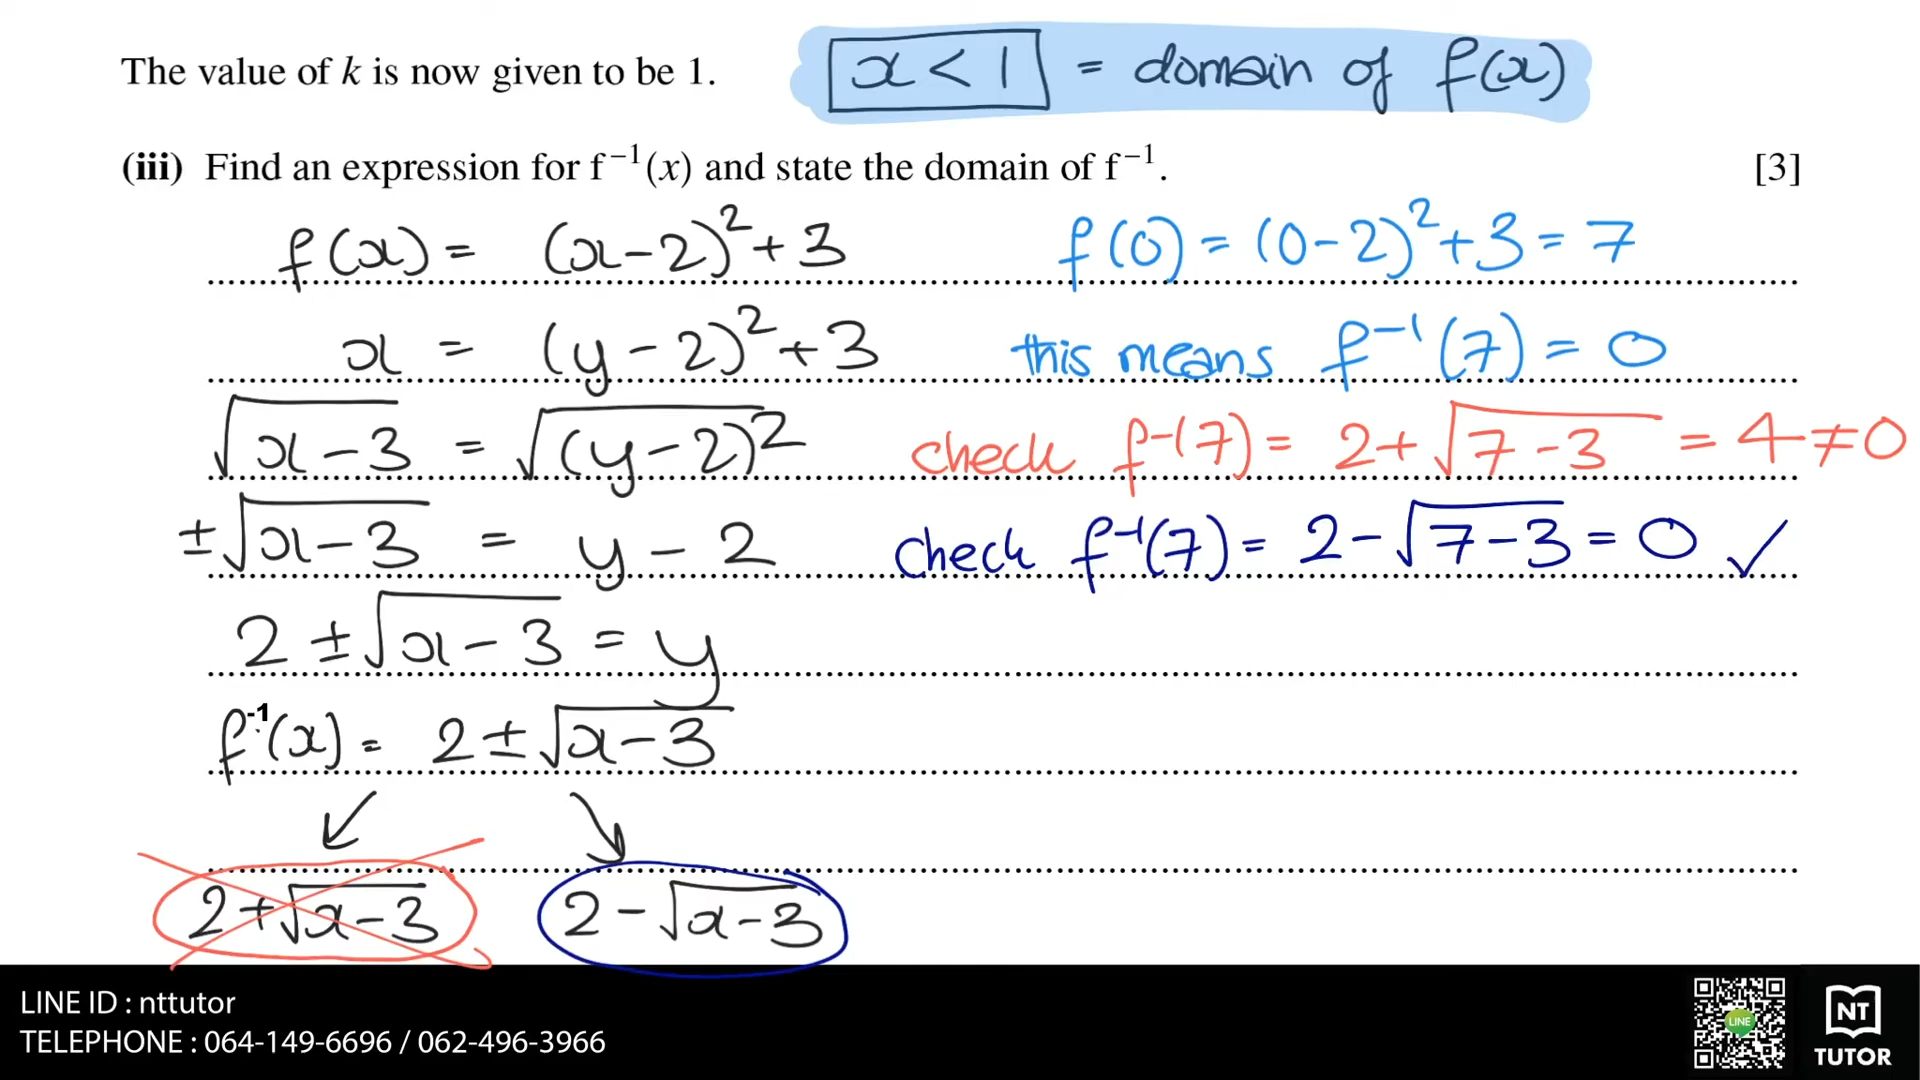 The value of k is now given to be 1.
x < 1 = domain of f(x)
(iii) Find an expression for f⁻¹(x) and state the domain of f⁻¹. [3]
f(x) = (x-2)² + 3
f(0) = (0-2)² + 3 = 7
x = (y-2)² + 3
this means f⁻¹(7) = 0
√(x-3) = √((y-2)²)
check f⁻¹(7) = 2+√(7-3) = 4 ≠ 0
±√(x-3) = y - 2
check f⁻¹(7) = 2-√(7-3) = 0 ✓
2 ±√(x-3) = y
f⁻¹(x) = 2 ±√(x-3)
2+√(x-3)
2-√(x-3)
LINE ID : nttutor
TELEPHONE : 064-149-6696 / 062-496-3966
LINE
NT
TUTOR